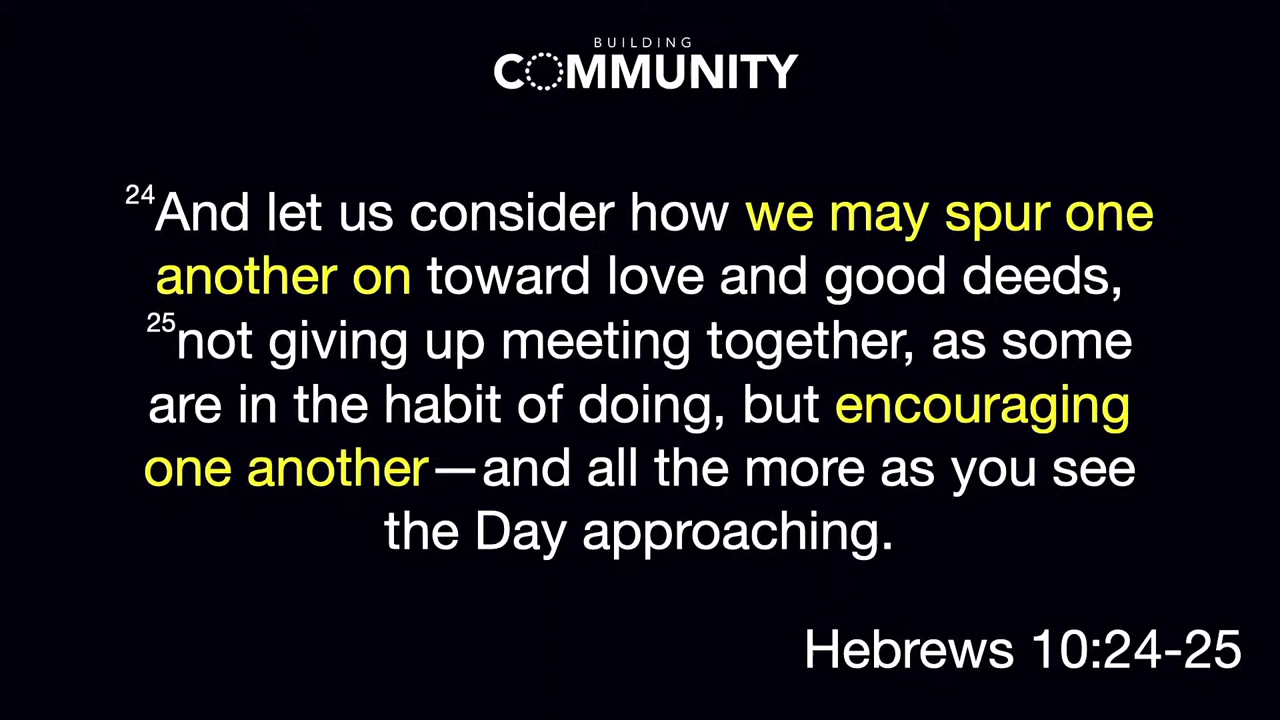 BUILDING
COMMUNITY
24And let us consider how we may spur one
another on toward love and good deeds,
25not giving up meeting together, as some
are in the habit of doing, but encouraging
one another—and all the more as you see
the Day approaching.
Hebrews 10:24-25